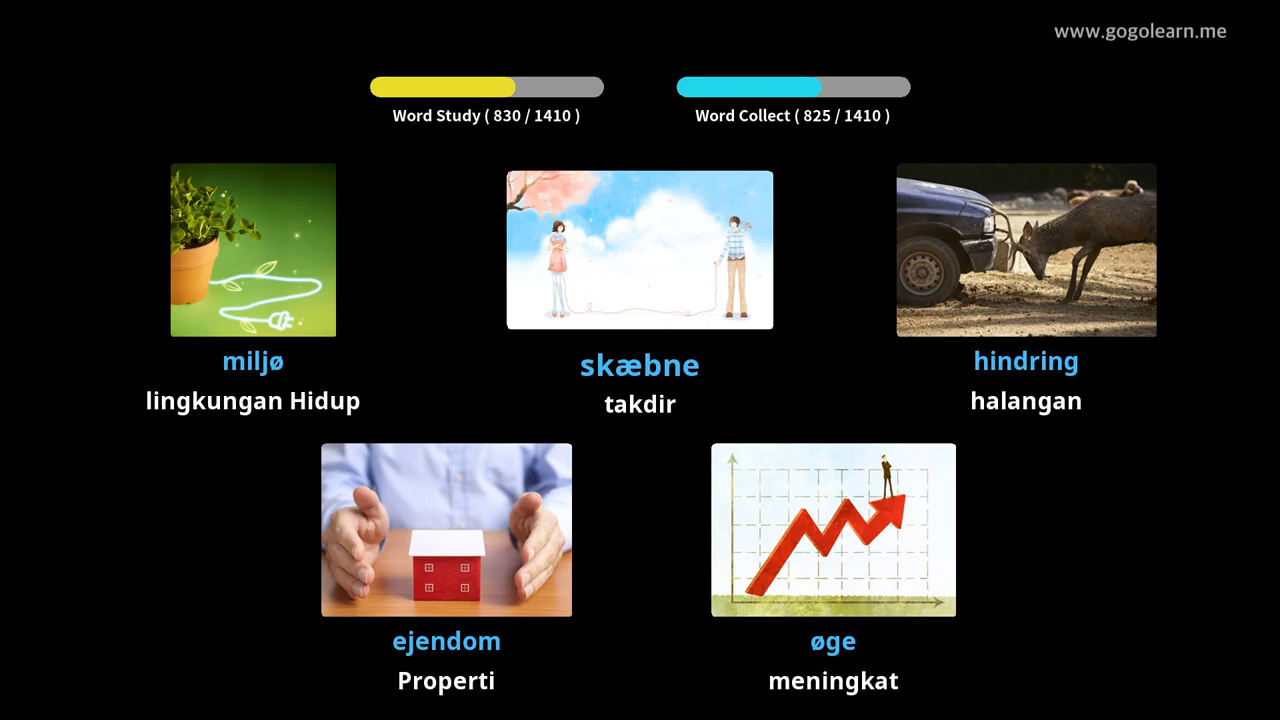 www.gogolearn.me
Word Study ( 830 / 1410 )
Word Collect ( 825 / 1410 )
miljø
lingkungan Hidup
skæbne
takdir
hindring
halangan
ejendom
Properti
øge
meningkat